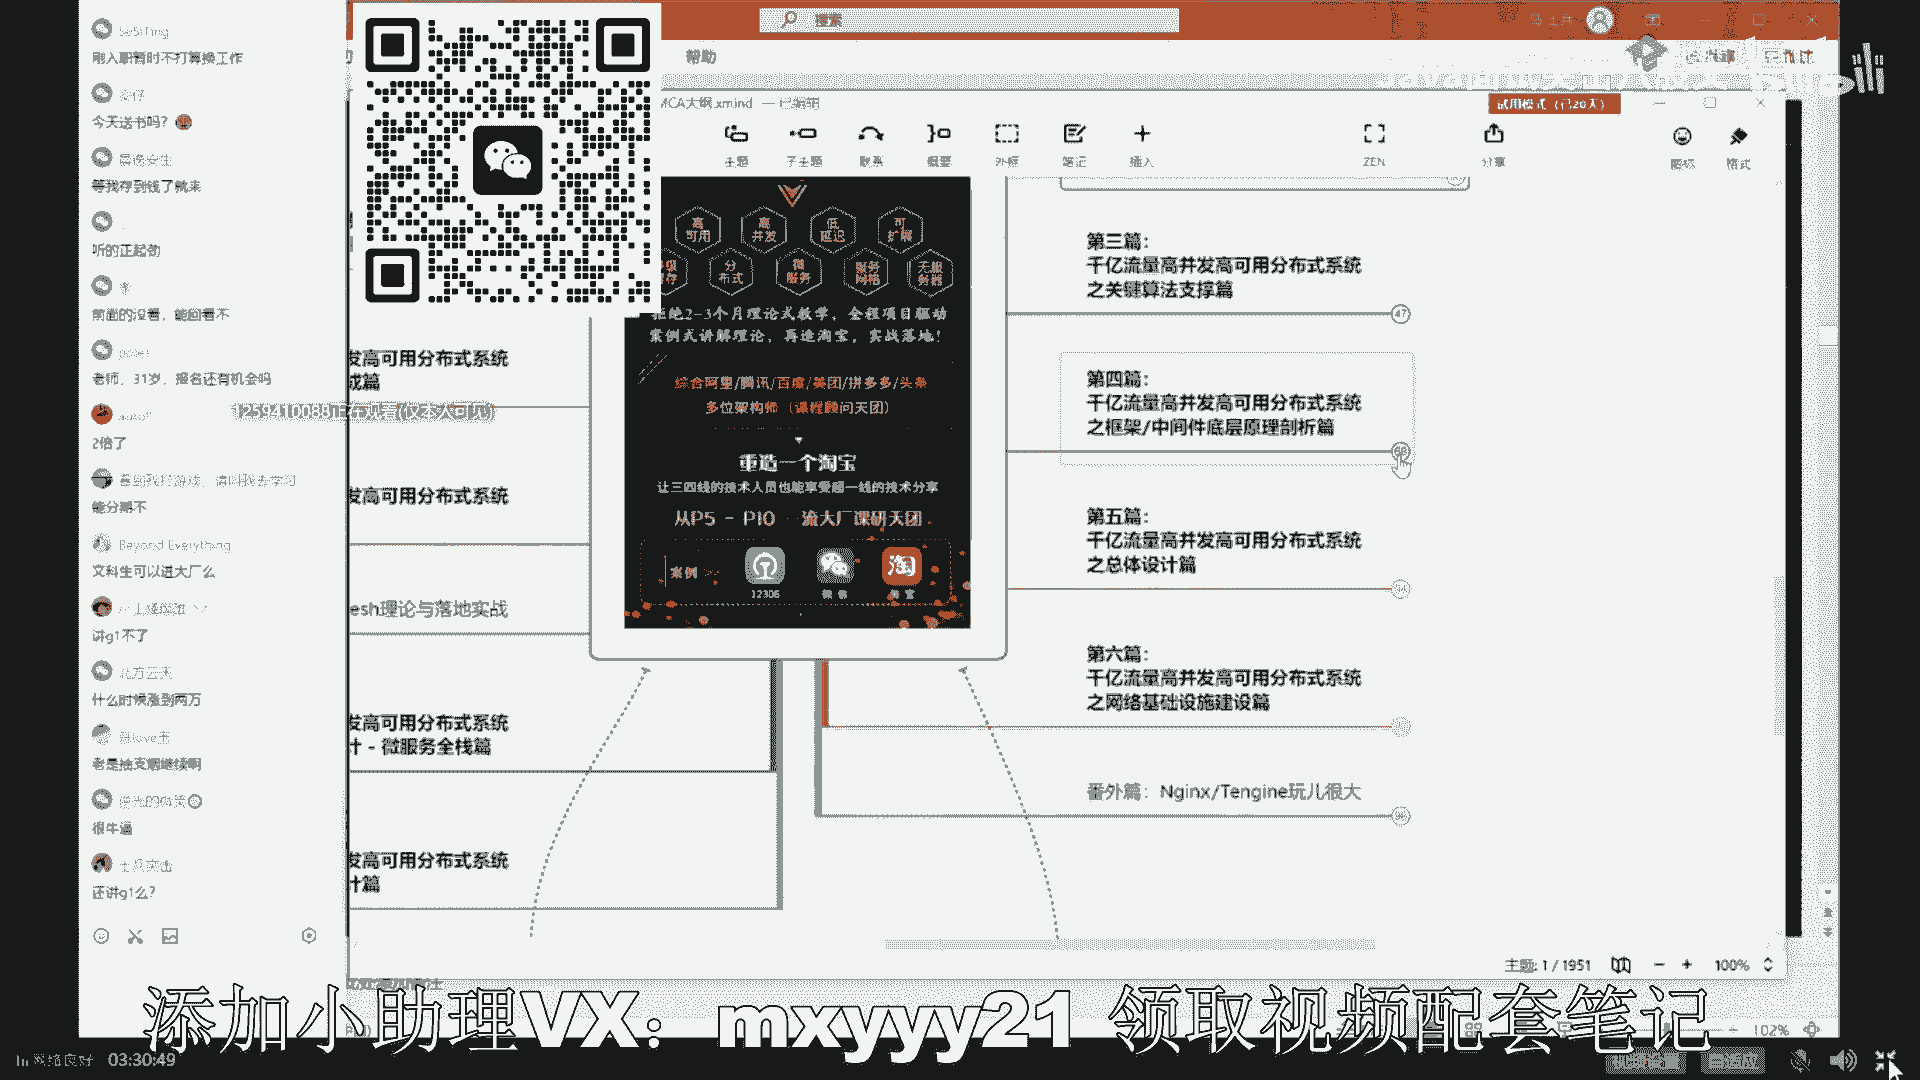 刚入职暂时不打算换工作
今天送书吗?
等我存到钱了就来
听的正起劲
前面的没看，能回看不
老师，31岁，报名还有机会吗
1259410088正在观看(仅本人可见)
2倍了
能分期不
Beyond Everything
文科生可以进大厂么
讲g1不了
北方云天
什么时候涨到两万
老是抽支烟继续啊
很牛逼
士兵突击
还讲g1么?
搜索
帮助
MCA大纲.xmind — 已编辑
试用模式（已20天）
主题
子主题
联系
概要
外框
笔记
插入
ZEN
分享
图标
格式
高可用
高并发
低延迟
可扩展
分布式
微服务
服务网格
无服务器
拒绝2-3个月理论式教学，全程项目驱动
案例式讲解理论，再造淘宝，实战落地!
综合阿里/腾讯/百度/美团/拼多多/头条
多位架构师（课程顾问天团）
重造一个淘宝
让三四线的技术人员也能享受超一线的技术分享
从P5 - P10 一流大厂课研天团
案例
12306
微信
淘宝
发高可用分布式系统
成篇
发高可用分布式系统
esh理论与落地实战
发高可用分布式系统
计 - 微服务全栈篇
发高可用分布式系统
计篇
第三篇:
千亿流量高并发高可用分布式系统
之关键算法支撑篇
47
第四篇:
千亿流量高并发高可用分布式系统
之框架/中间件底层原理剖析篇
第五篇:
千亿流量高并发高可用分布式系统
之总体设计篇
第六篇:
千亿流量高并发高可用分布式系统
之网络基础设施建设篇
番外篇：Nginx/Tengine玩儿很大
主题: 1 / 1951
100%
添加小助理VX：mxyyy21 领取视频配套笔记
102%
网络良好 03:30:49
自适应